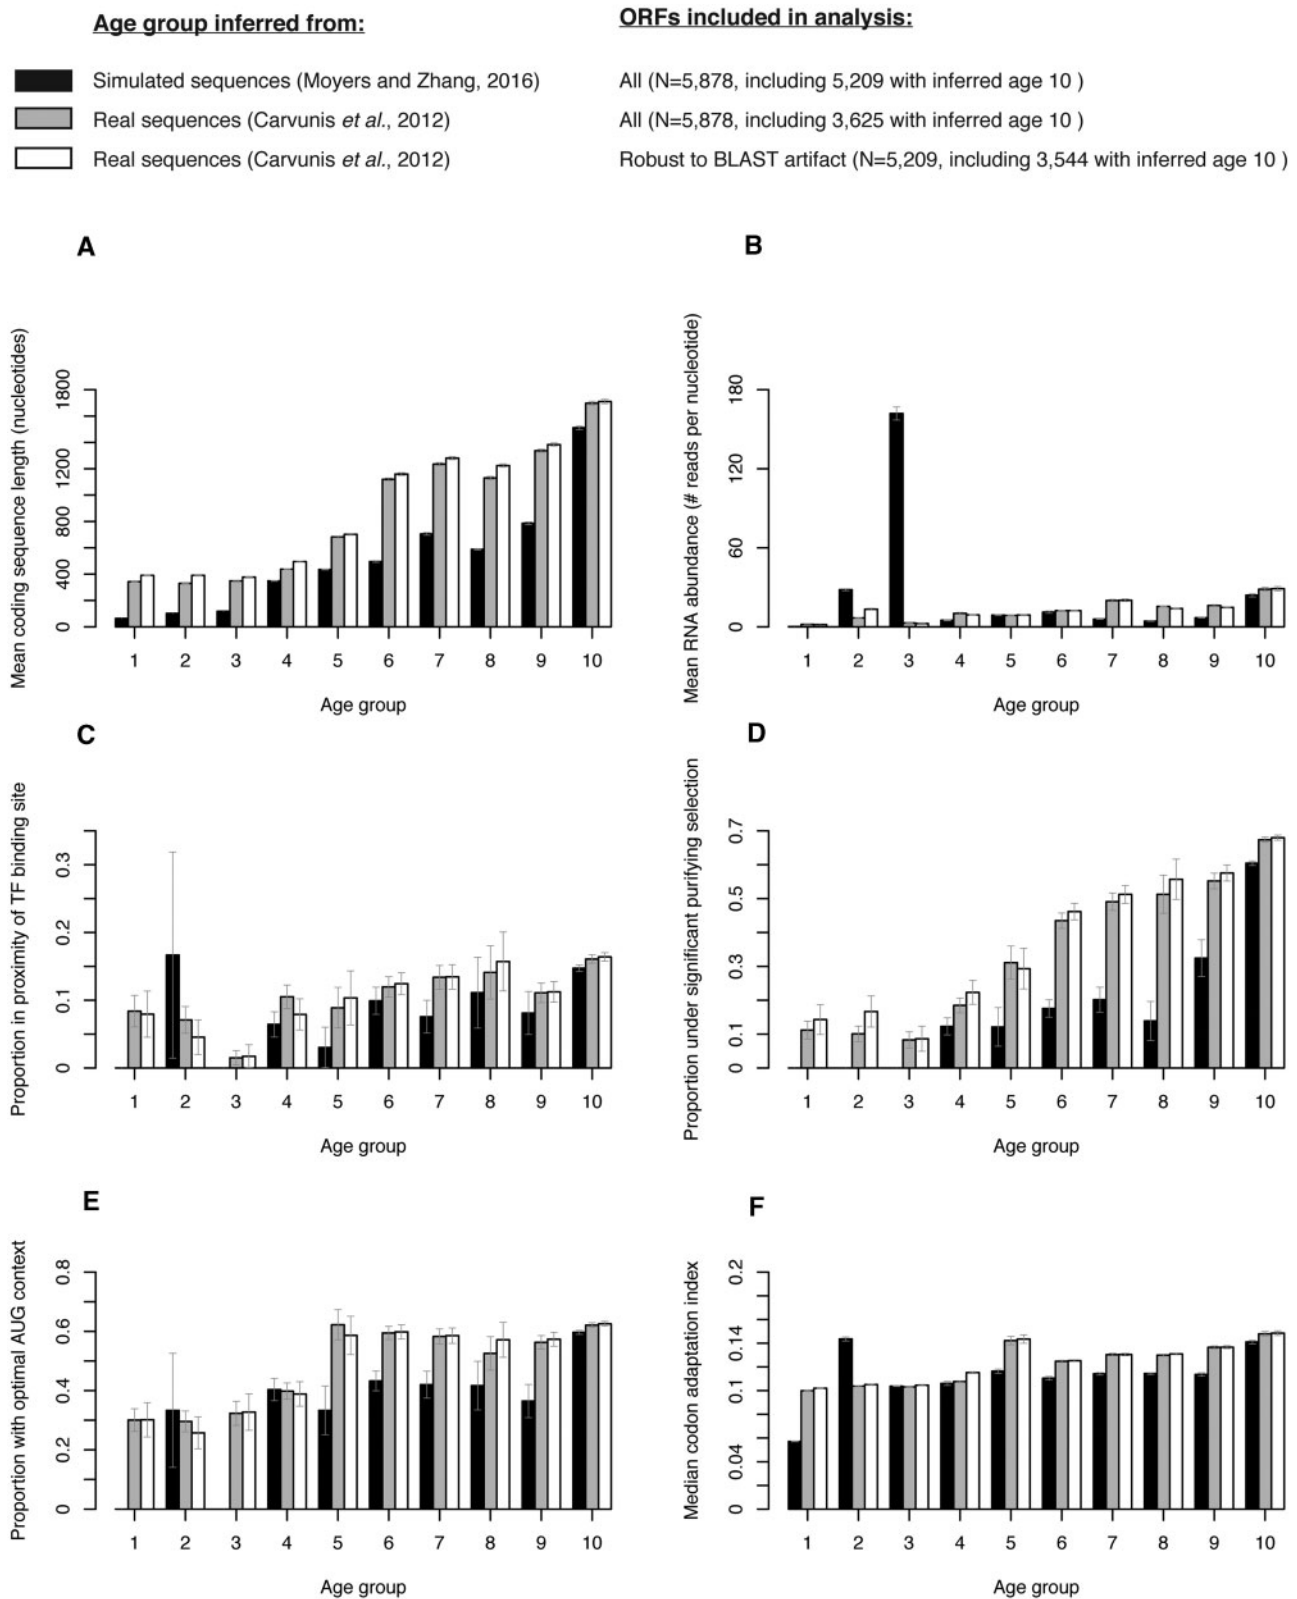 Age group inferred from:
ORFs included in analysis:
Simulated sequences (Moyers and Zhang, 2016)
All (N=5,878, including 5,209 with inferred age 10 )
Real sequences (Carvunis et al., 2012)
All (N=5,878, including 3,625 with inferred age 10 )
Real sequences (Carvunis et al., 2012)
Robust to BLAST artifact (N=5,209, including 3,544 with inferred age 10 )
A
Mean coding sequence length (nucleotides)
0 400 800 1200 1800
1 2 3 4 5 6 7 8 9 10
Age group
B
Mean RNA abundance (# reads per nucleotide)
0 60 120 180
1 2 3 4 5 6 7 8 9 10
Age group
C
Proportion in proximity of TF binding site
0 0.1 0.2 0.3
1 2 3 4 5 6 7 8 9 10
Age group
D
Proportion under significant purifying selection
0 0.1 0.3 0.5 0.7
1 2 3 4 5 6 7 8 9 10
Age group
E
Proportion with optimal AUG context
0 0.2 0.4 0.6 0.8
1 2 3 4 5 6 7 8 9 10
Age group
F
Median codon adaptation index
0 0.04 0.1 0.14 0.2
1 2 3 4 5 6 7 8 9 10
Age group